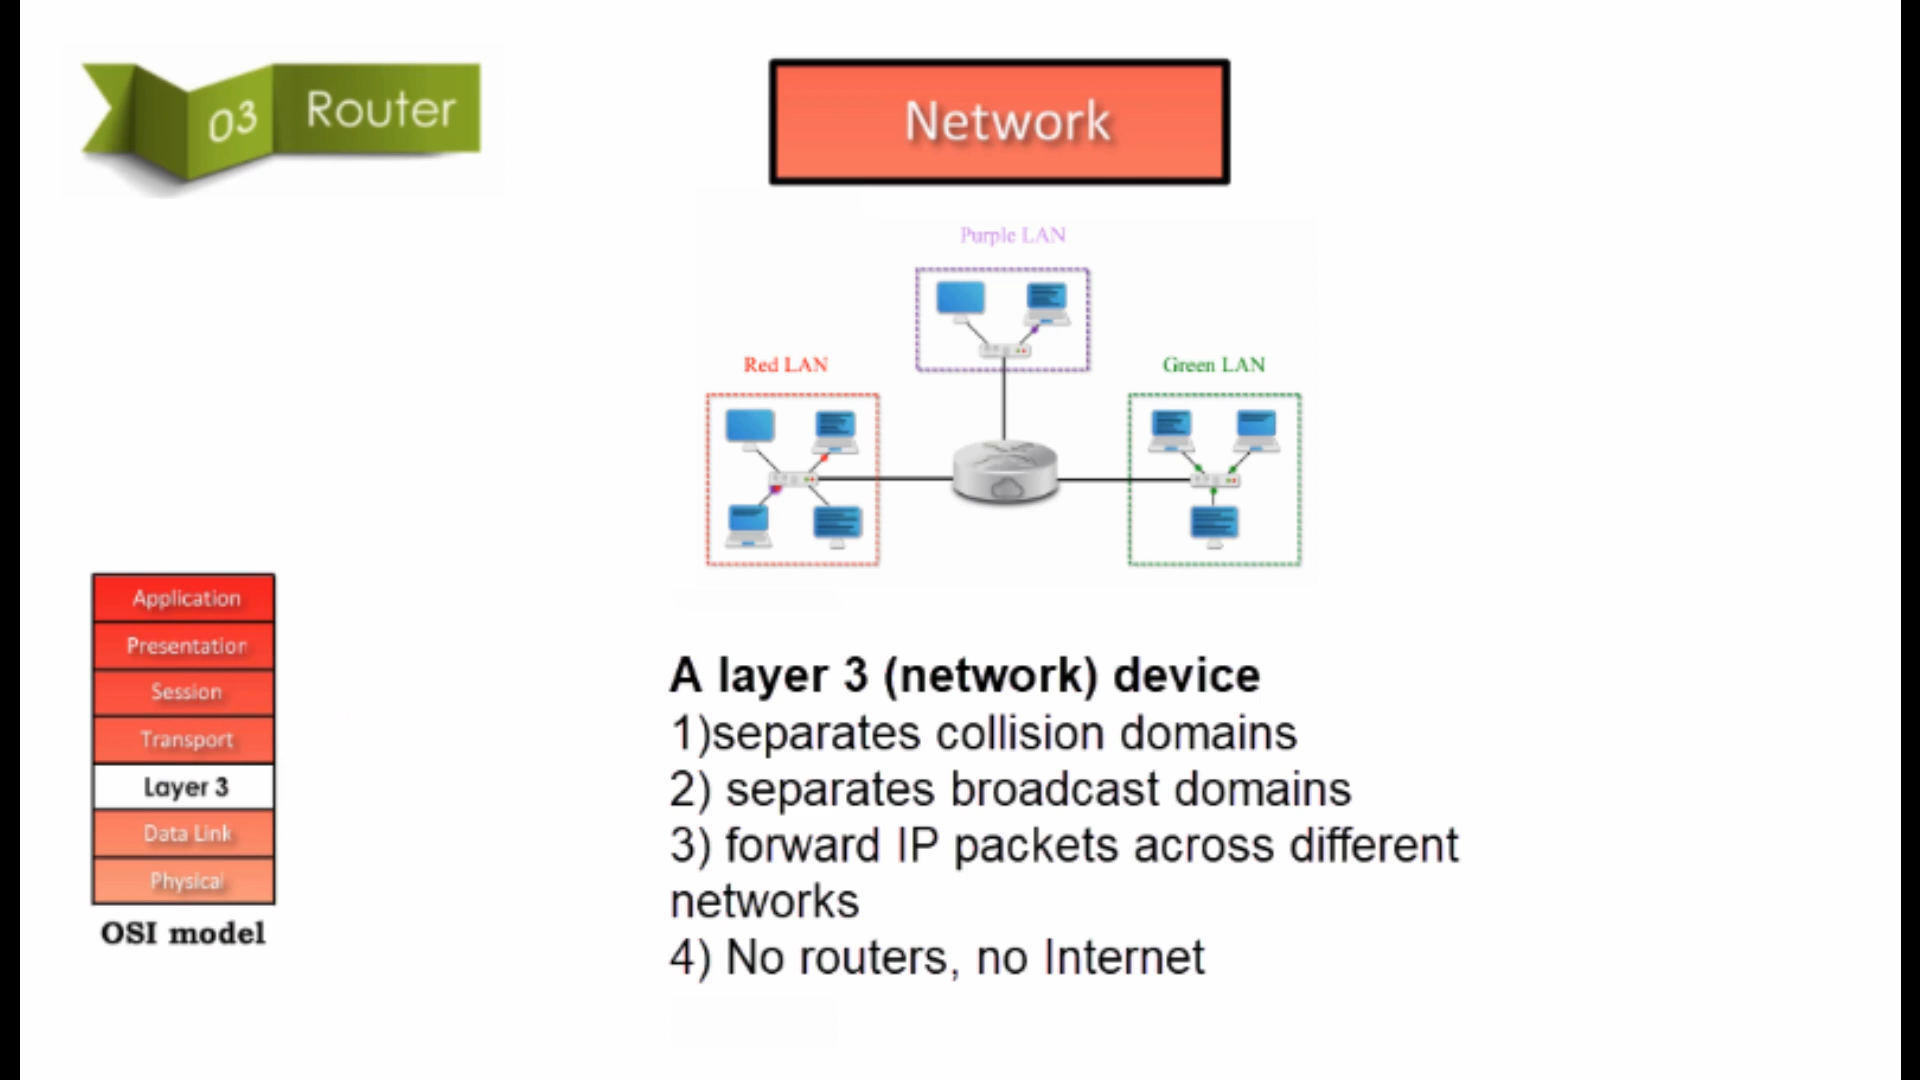 03 Router
Network
Purple LAN
Red LAN
Green LAN
Application
Presentation
Session
Transport
Layer 3
Data Link
Physical
OSI model
A layer 3 (network) device
1)separates collision domains
2) separates broadcast domains
3) forward IP packets across different
networks
4) No routers, no Internet